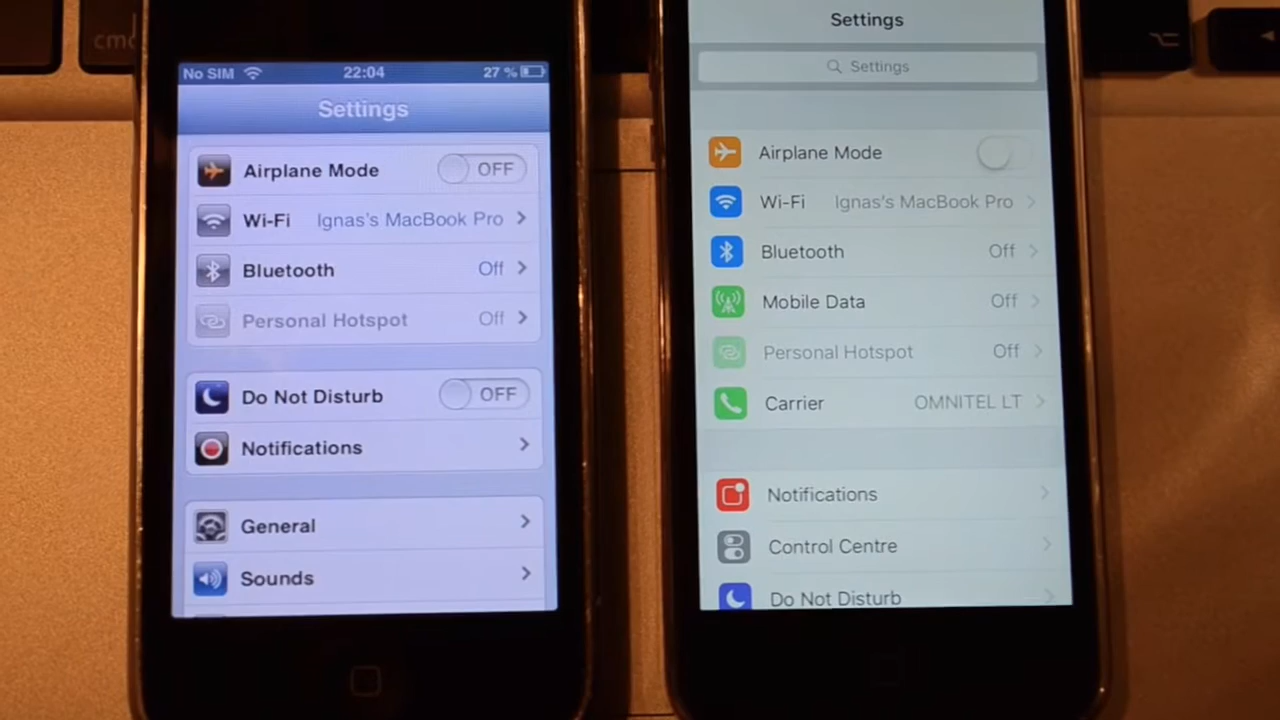 cmd
No SIM 22:04 27 %
Settings
Airplane Mode OFF
Wi-Fi Ignas's MacBook Pro
Bluetooth Off
Personal Hotspot Off
Do Not Disturb OFF
Notifications
General
Sounds
Settings
Settings
Airplane Mode
Wi-Fi Ignas's MacBook Pro
Bluetooth Off
Mobile Data Off
Personal Hotspot Off
Carrier OMNITEL LT
Notifications
Control Centre
Do Not Disturb